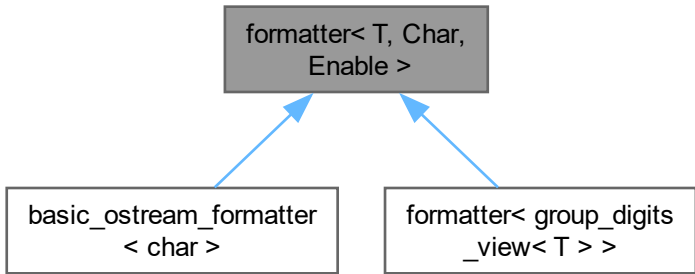 formatter< T, Char,
Enable >
basic_ostream_formatter
< char >
formatter< group_digits
_view< T > >